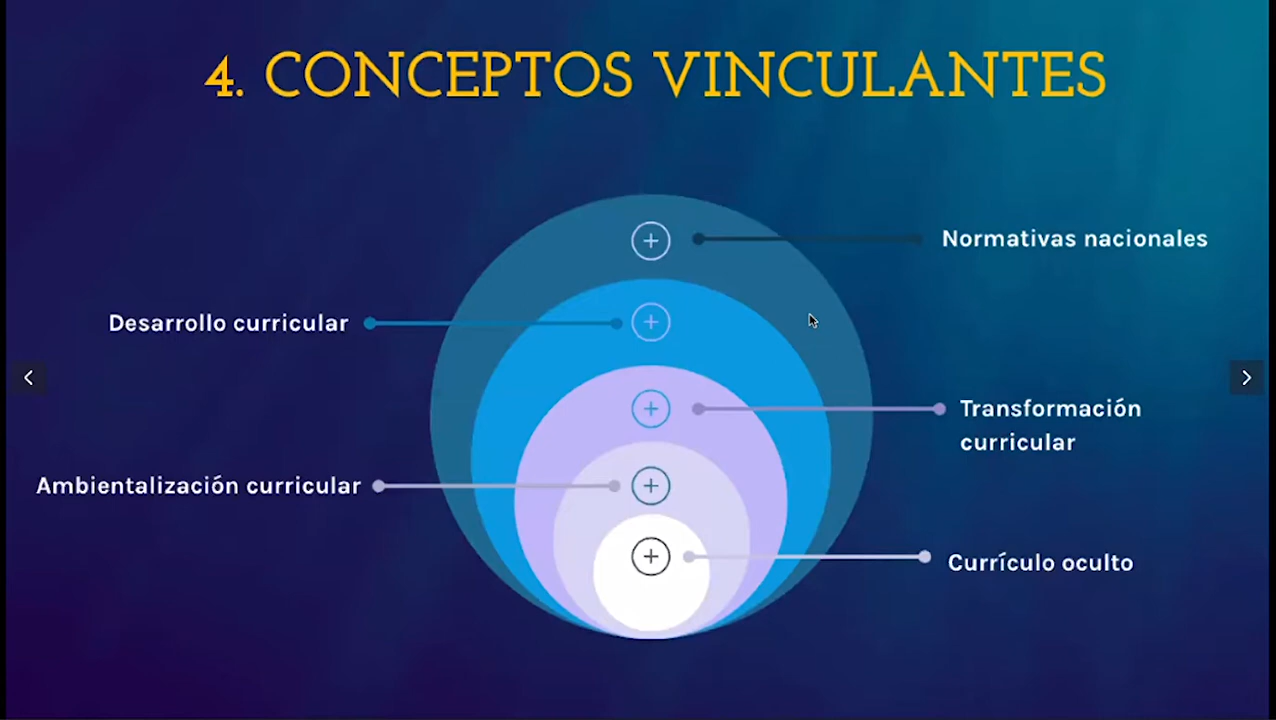 4. CONCEPTOS VINCULANTES
Normativas nacionales
Desarrollo curricular
Transformación
curricular
Ambientalización curricular
Currículo oculto